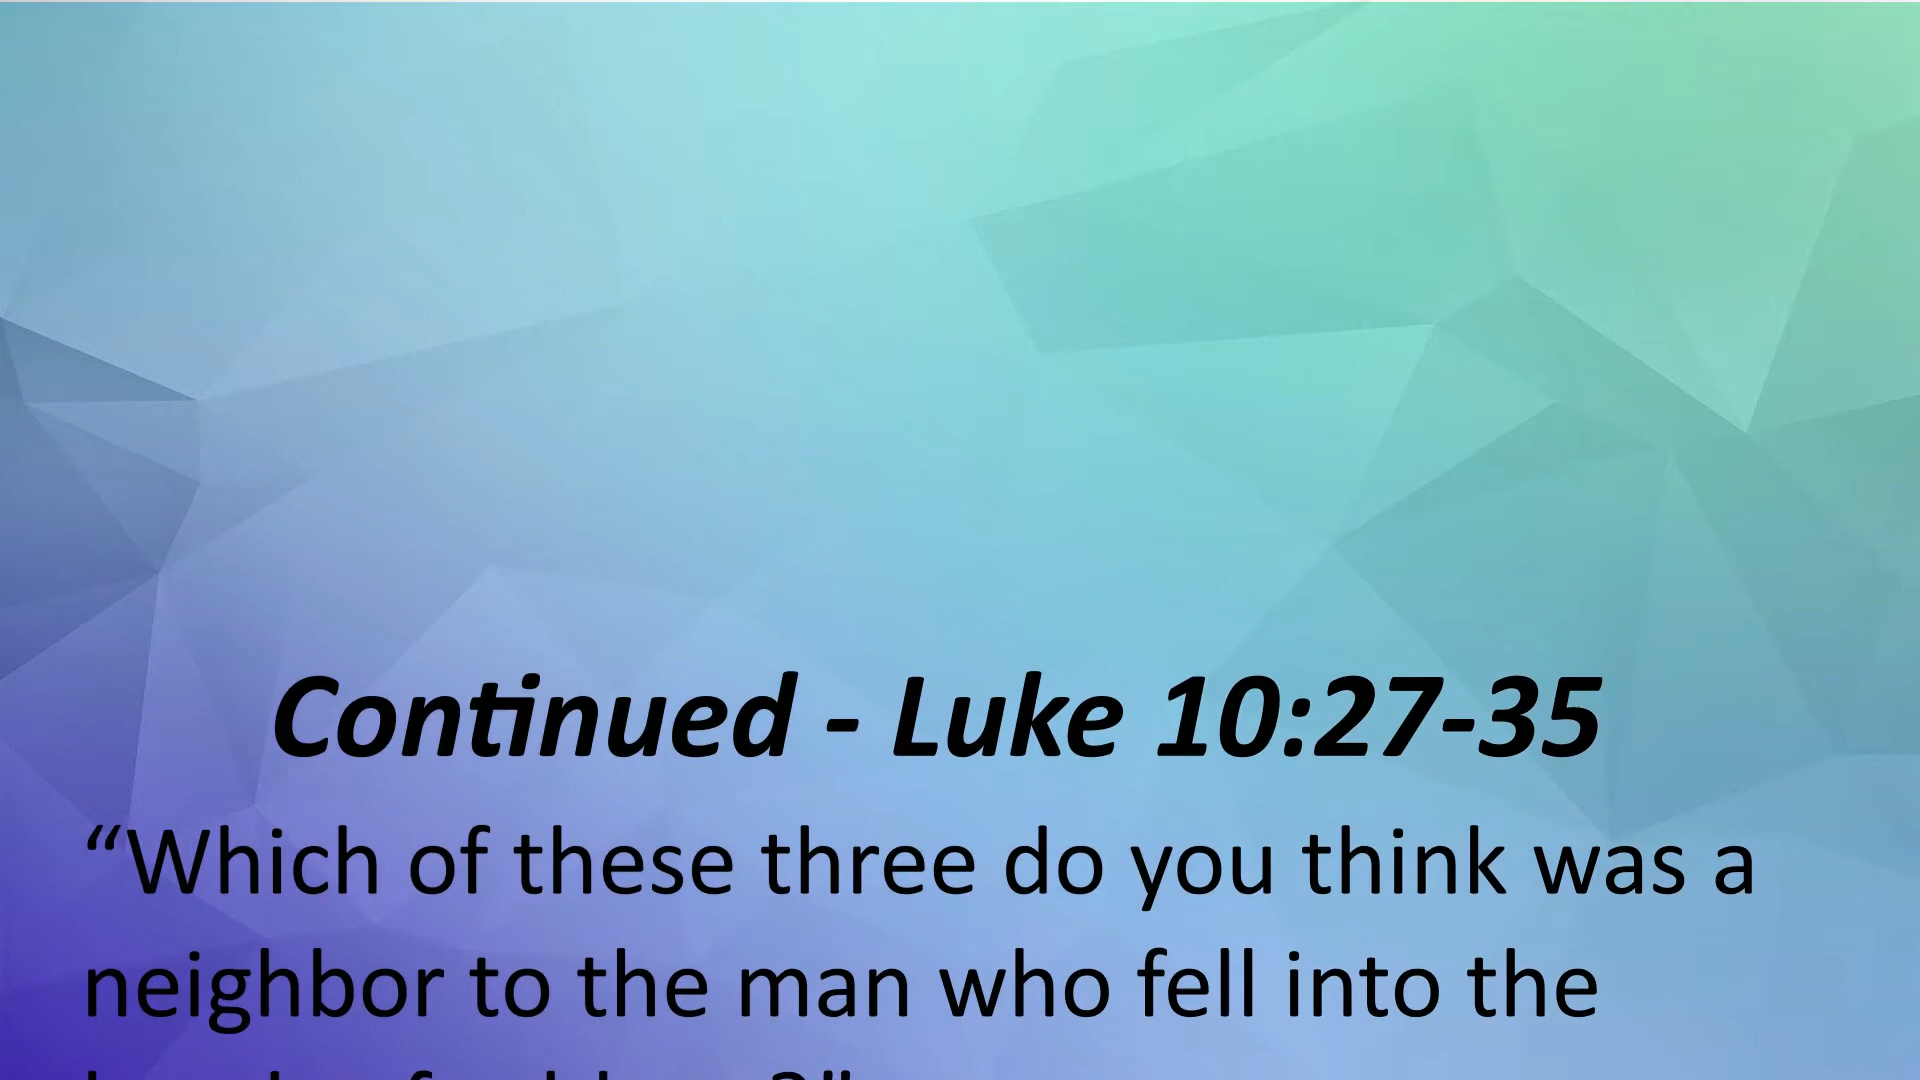 Continued - Luke 10:27-35
“Which of these three do you think was a
neighbor to the man who fell into the